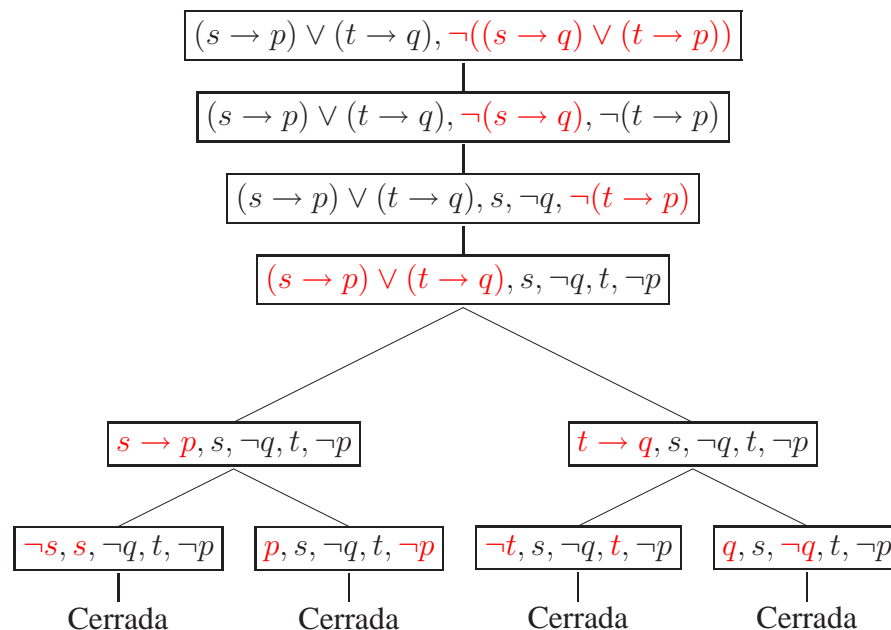 (s → p) ∨ (t → q), ¬((s → q) ∨ (t → p))
(s → p) ∨ (t → q), ¬(s → q), ¬(t → p)
(s → p) ∨ (t → q), s, ¬q, ¬(t → p)
(s → p) ∨ (t → q), s, ¬q, t, ¬p
s → p, s, ¬q, t, ¬p
t → q, s, ¬q, t, ¬p
¬s, s, ¬q, t, ¬p
p, s, ¬q, t, ¬p
¬t, s, ¬q, t, ¬p
q, s, ¬q, t, ¬p
Cerrada
Cerrada
Cerrada
Cerrada